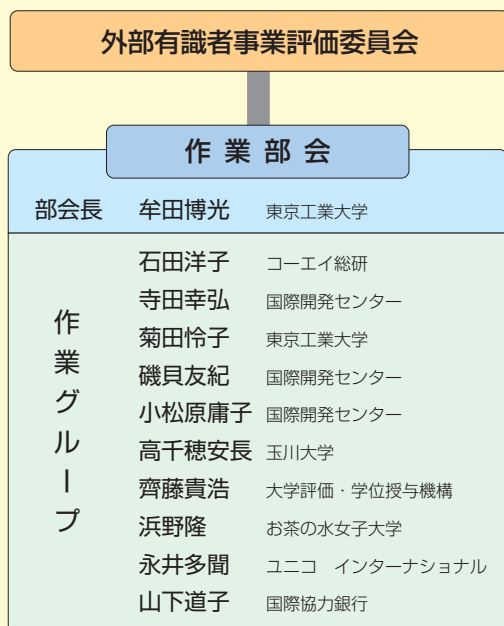 外部有識者事業評価委員会
作業部会
部会長 牟田博光 東京工業大学
作業グループ
石田洋子 コーエイ総研
寺田幸弘 国際開発センター
菊田怜子 東京工業大学
磯貝友紀 国際開発センター
小松原庸子 国際開発センター
高千穂安長 玉川大学
齊藤貴浩 大学評価・学位授与機構
浜野隆 お茶の水女子大学
永井多聞 ユニコ　インターナショナル
山下道子 国際協力銀行